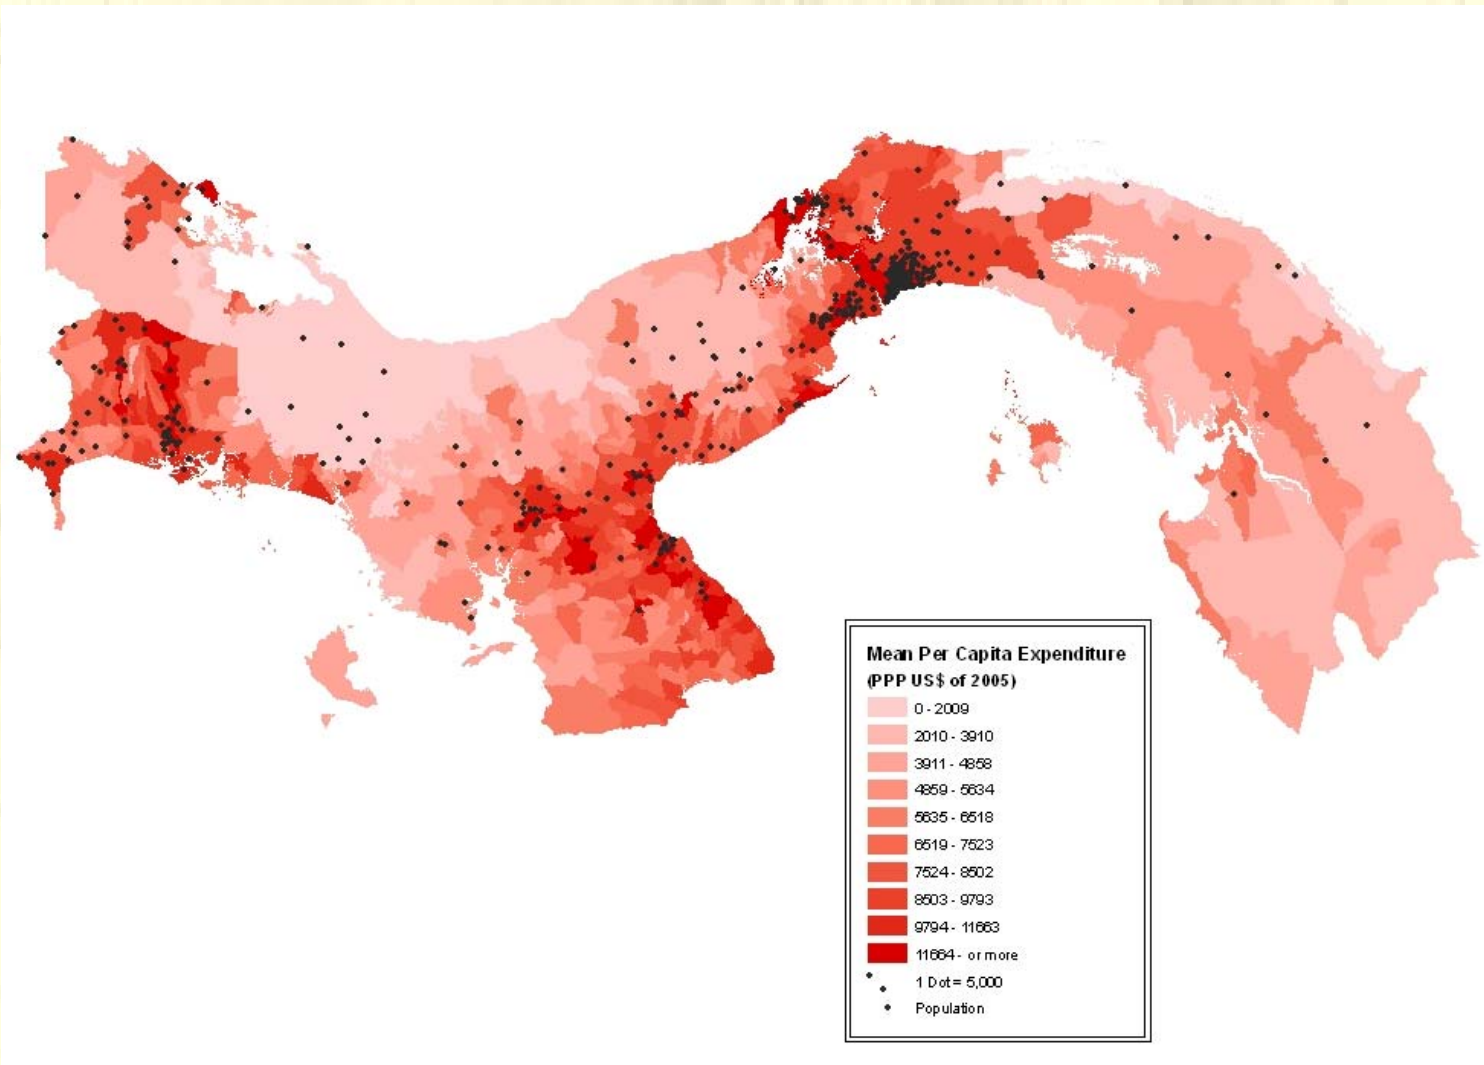 Mean Per Capita Expenditure
(PPP US$ of 2005)
0 - 2009
2010 - 3910
3911 - 4858
4859 - 5634
5635 - 6518
6519 - 7523
7524 - 8502
8503 - 9793
9794 - 11663
11664 - or more
1 Dot = 5,000
Population